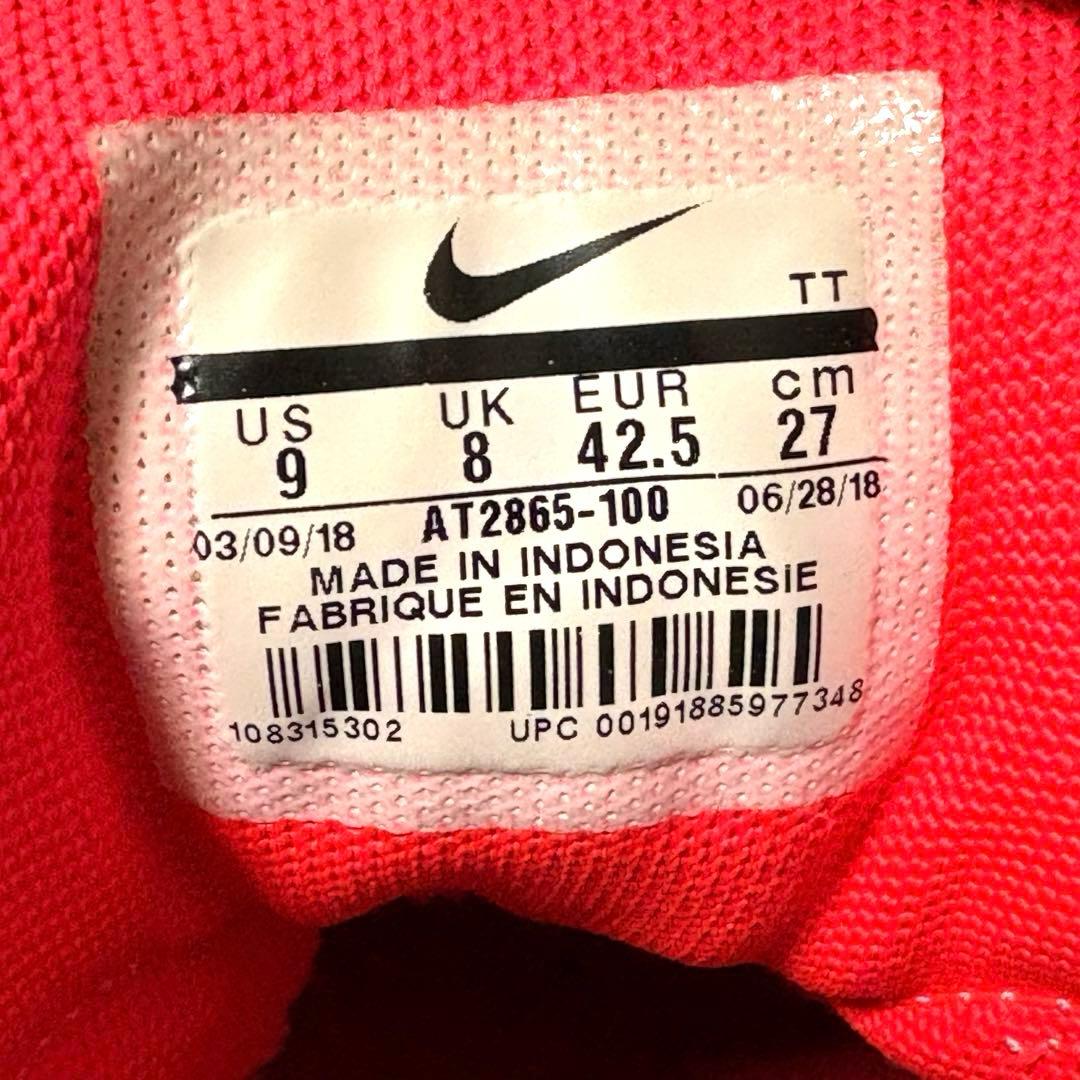 TT
US UK EUR cm
9 8 42.5 27
03/09/18 AT2865-100 06/28/18
MADE IN INDONESIA
FABRIQUE EN INDONESIE
108315302 UPC 00191885977348